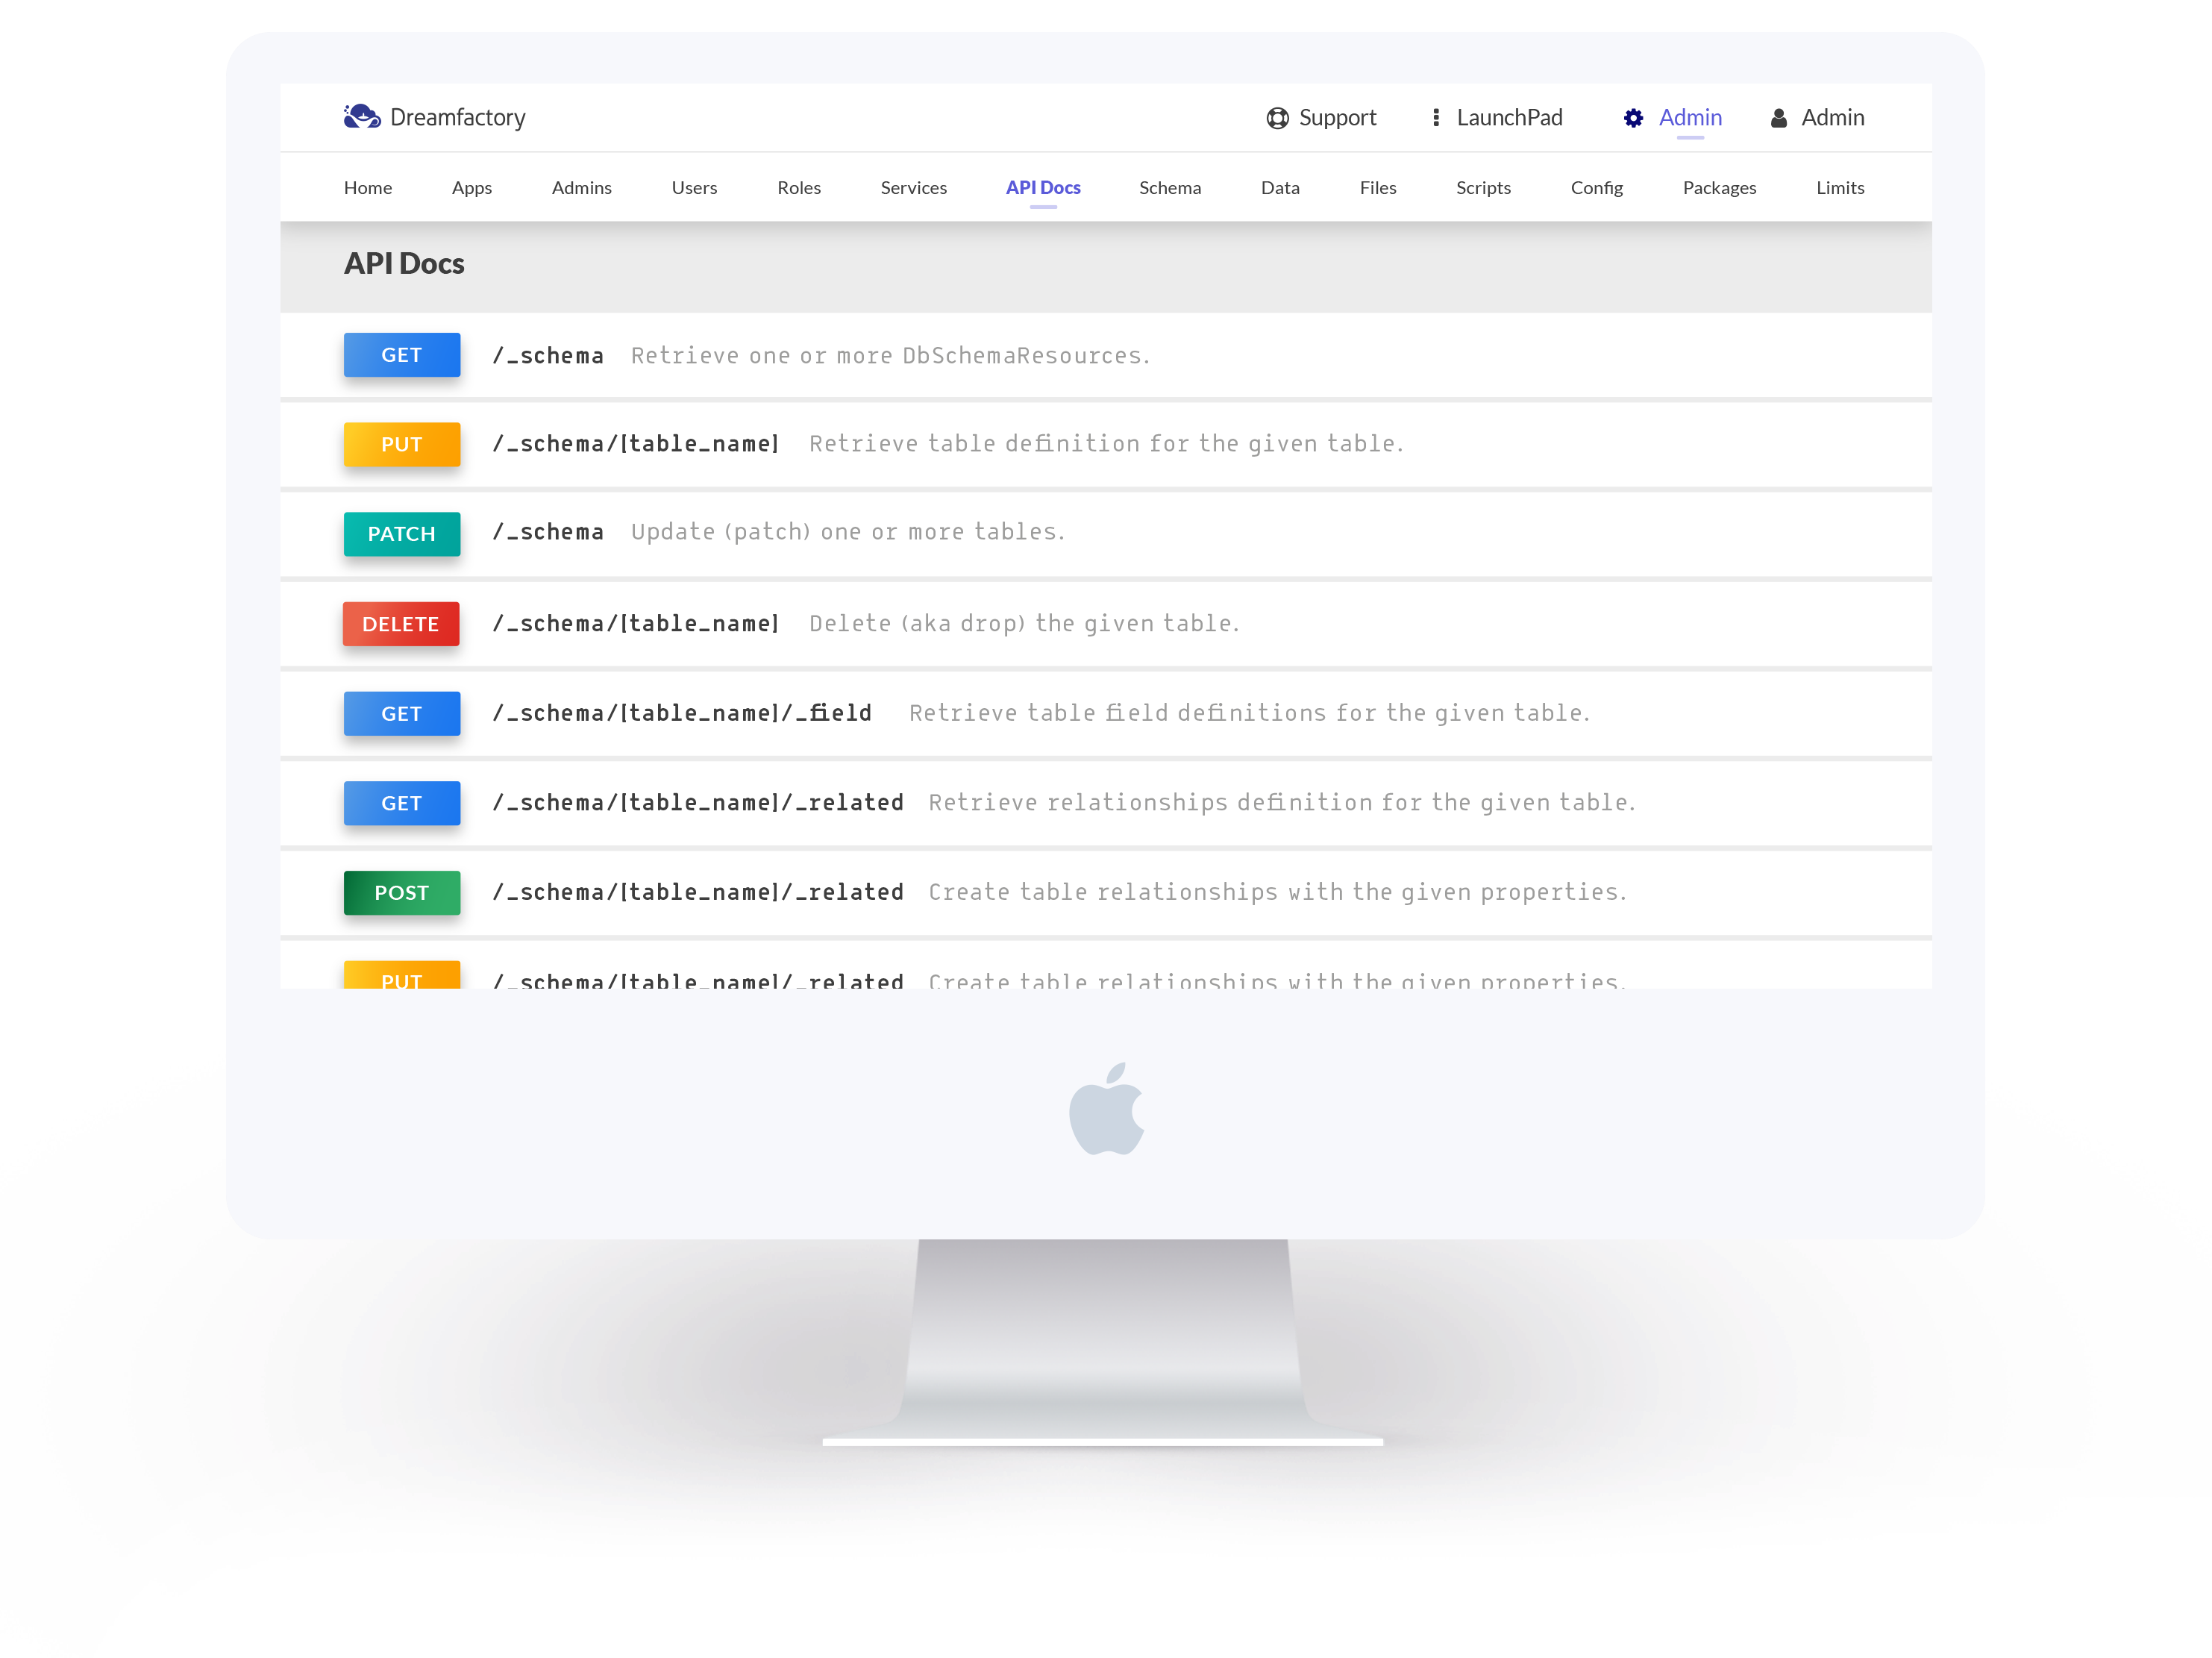 Dreamfactory Support LaunchPad Admin Admin
Home Apps Admins Users Roles Services API Docs Schema Data Files Scripts Config Packages Limits
API Docs
GET /_schema Retrieve one or more DbSchemaResources.
PUT /_schema/[table_name] Retrieve table definition for the given table.
PATCH /_schema Update (patch) one or more tables.
DELETE /_schema/[table_name] Delete (aka drop) the given table.
GET /_schema/[table_name]/_field Retrieve table field definitions for the given table.
GET /_schema/[table_name]/_related Retrieve relationships definition for the given table.
POST /_schema/[table_name]/_related Create table relationships with the given properties.
PUT /_schema/[table_name]/_related Create table relationships with the given properties.